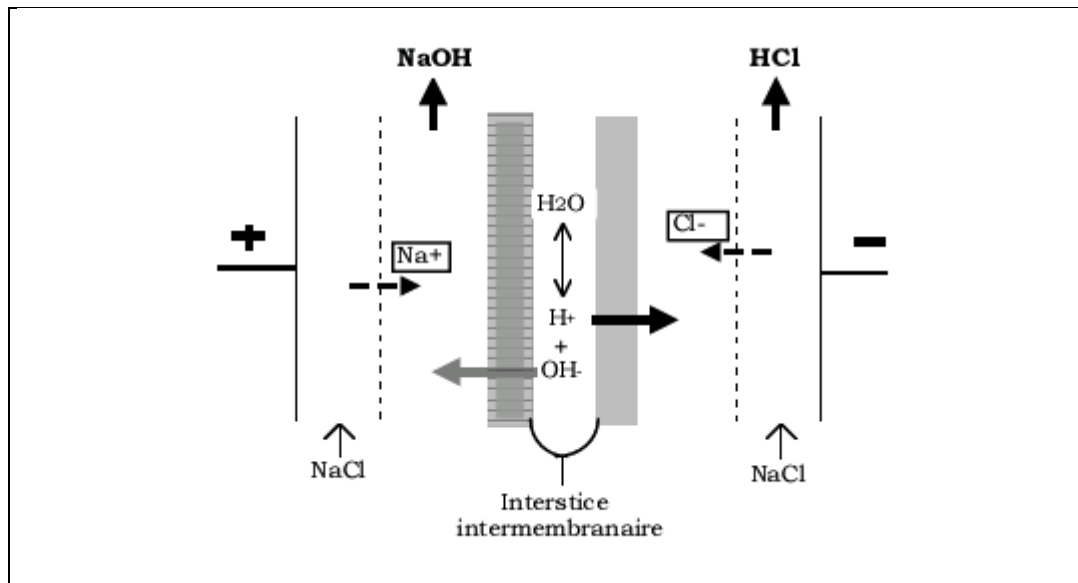 NaOH
HCl
H2O
Cl-
+
-
Na+
H+
+
OH-
NaCl
NaCl
Interstice
intermembranaire